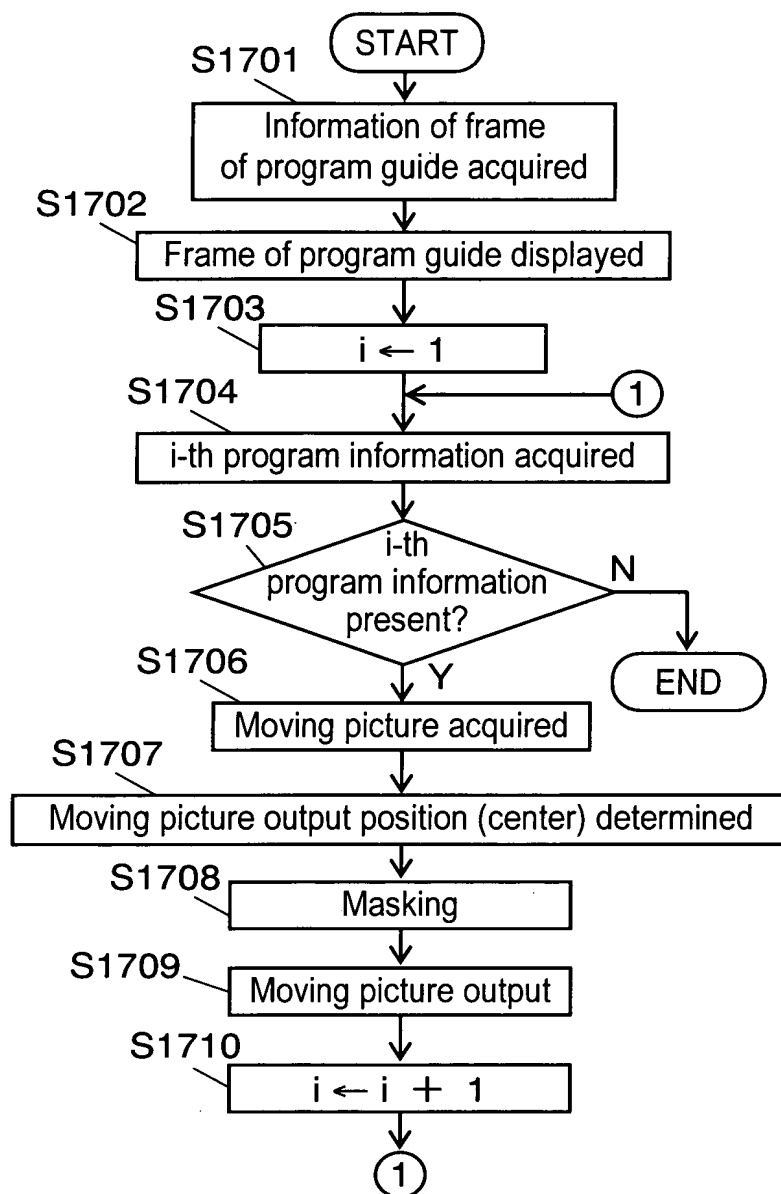 START
S1701
Information of frame
of program guide acquired
S1702
Frame of program guide displayed
S1703
i ← 1
1
S1704
i-th program information acquired
S1705
i-th
program information
present?
N
END
Y
S1706
Moving picture acquired
S1707
Moving picture output position (center) determined
S1708
Masking
S1709
Moving picture output
S1710
i ← i + 1
1